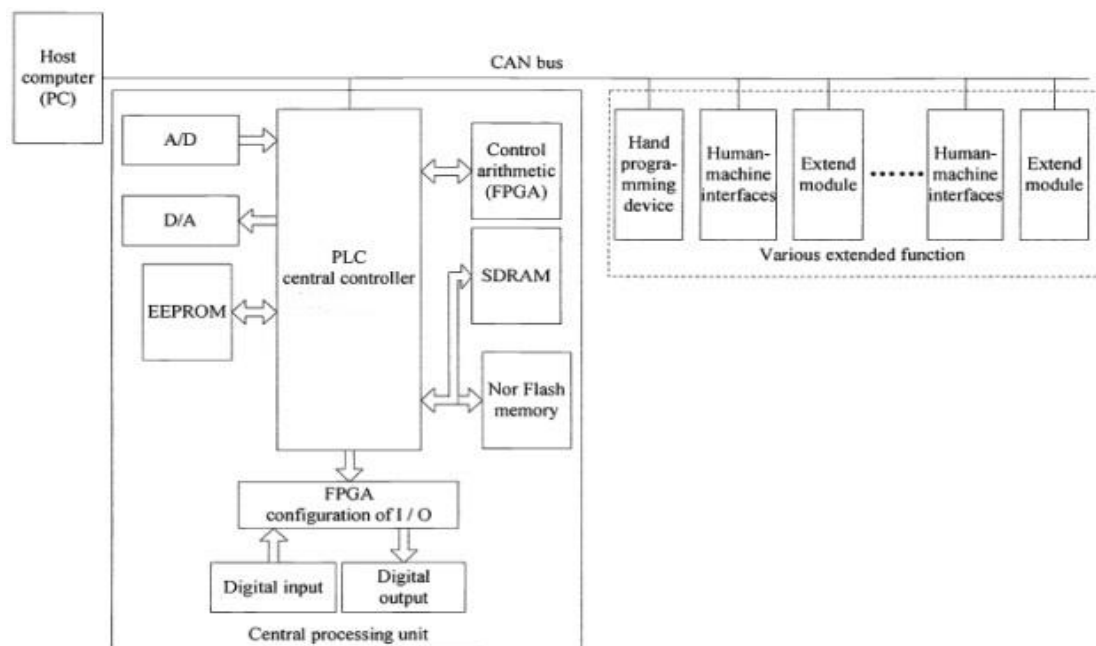 Host
computer
(PC)
CAN bus
A/D
D/A
EEPROM
PLC
central controller
Control
arithmetic
(FPGA)
SDRAM
Nor Flash
memory
FPGA
configuration of I / O
Digital input
Digital
output
Central processing unit
Hand
progra-
mming
device
Human-
machine
interfaces
Extend
module
......
Human-
machine
interfaces
Extend
module
Various extended function